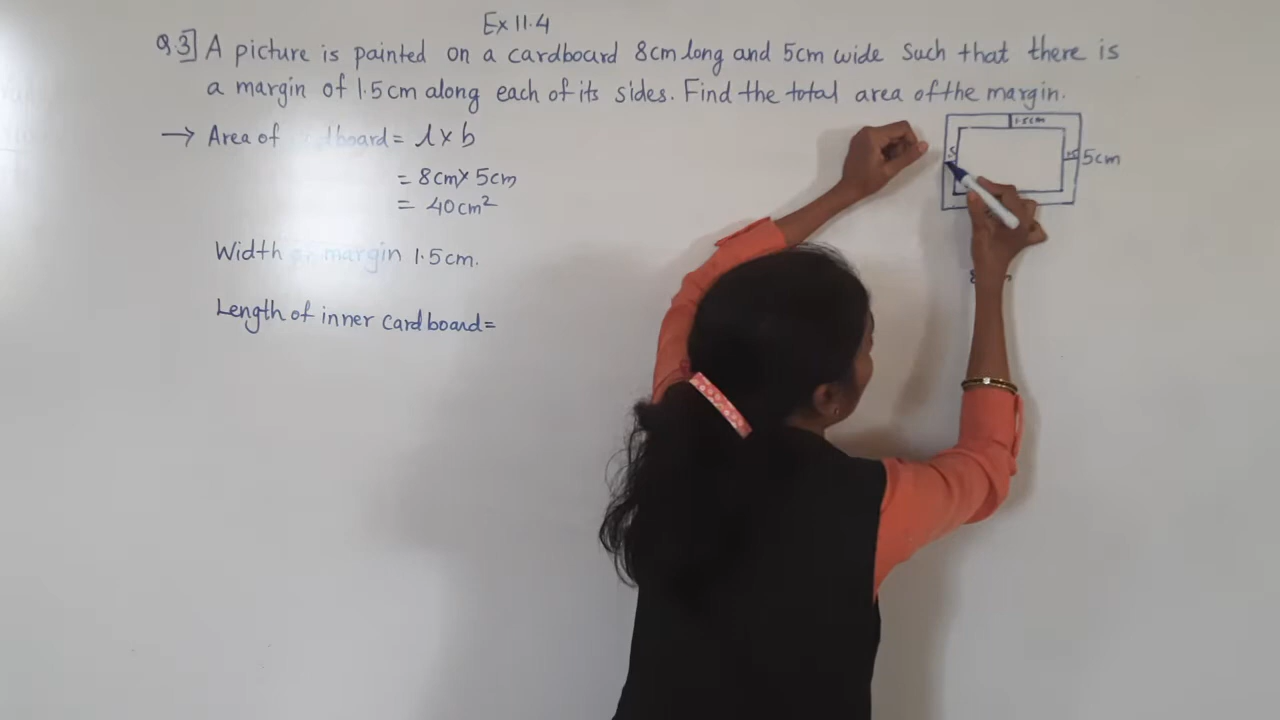 Ex 11.4
Q.3] A picture is painted on a cardboard 8cm long and 5cm wide such that there is
a margin of 1.5cm along each of its sides. Find the total area of the margin.
→ Area of board = l × b
= 8cm × 5cm
= 40cm²
Width margin 1.5cm.
Length of inner cardboard =
1.5cm
5cm